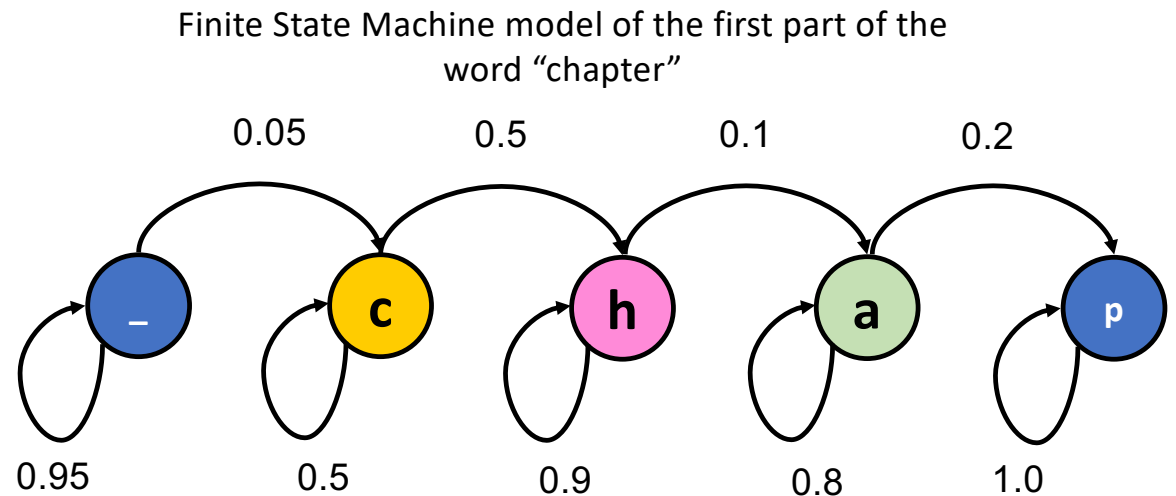 Finite State Machine model of the first part of the
word “chapter”
0.05 0.5 0.1 0.2
_ c h a p
0.95 0.5 0.9 0.8 1.0